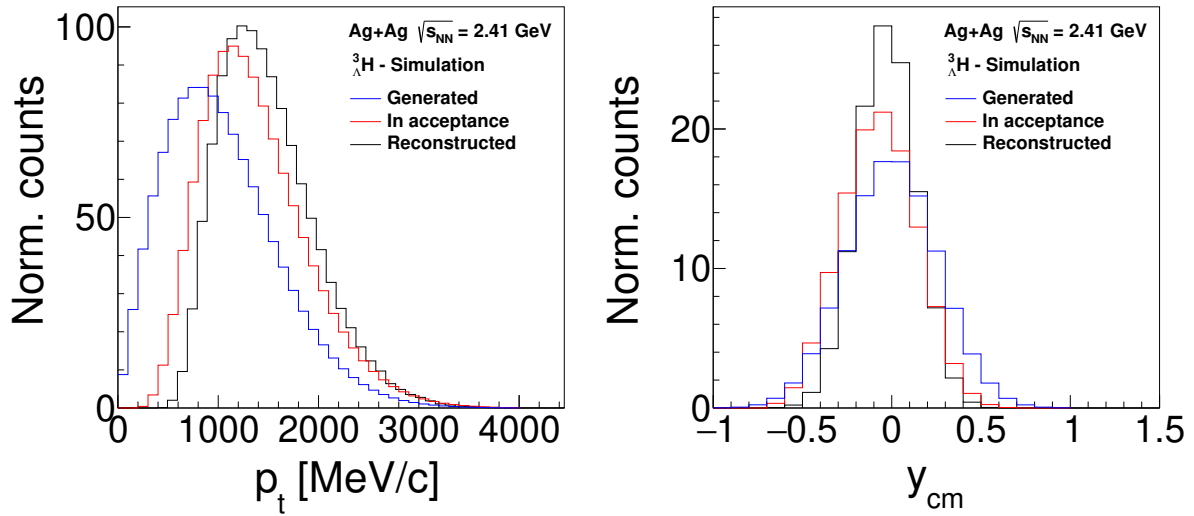 Norm. counts
100
50
0
Ag+Ag √sNN = 2.41 GeV
³ΛH - Simulation
Generated
In acceptance
Reconstructed
0 1000 2000 3000 4000
pt [MeV/c]
Norm. counts
20
10
0
Ag+Ag √sNN = 2.41 GeV
³ΛH - Simulation
Generated
In acceptance
Reconstructed
−1 −0.5 0 0.5 1 1.5
ycm